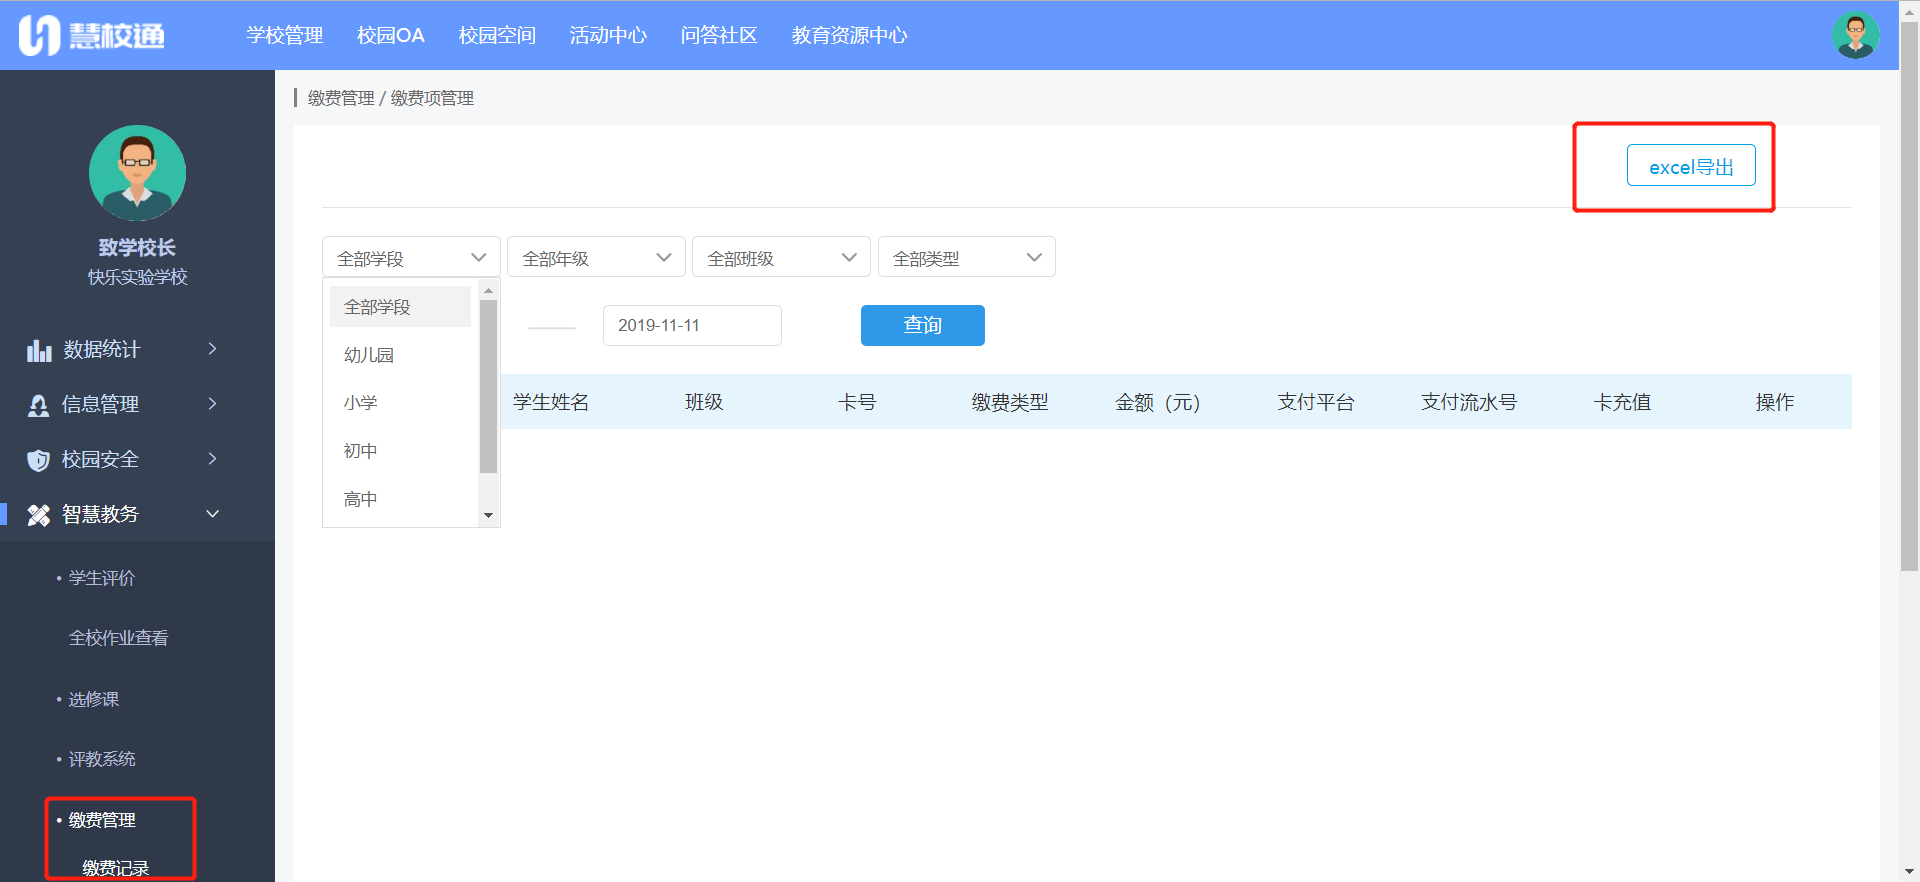 慧校通 学校管理 校园OA 校园空间 活动中心 问答社区 教育资源中心
缴费管理 / 缴费项管理
excel导出
致学校长
快乐实验学校
数据统计
信息管理
校园安全
智慧教务
• 学生评价
全校作业查看
• 选修课
• 评教系统
• 缴费管理
缴费记录
全部学段 全部年级 全部班级 全部类型
全部学段
幼儿园
小学
初中
高中
2019-11-11 查询
学生姓名 班级 卡号 缴费类型 金额（元） 支付平台 支付流水号 卡充值 操作